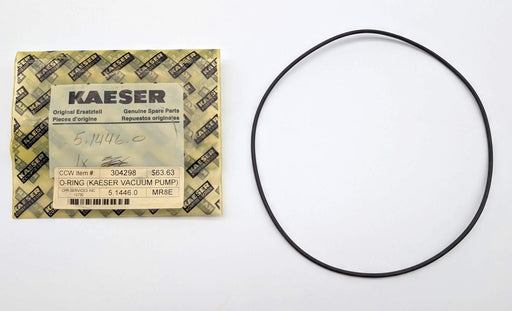 KAESER
Original Ersatzteil Genuine Spare Parts
Pièces d'origine Repuestos originales
5.1446.0
1x
CCW Item #: 304298 $63.63
O-RING (KAESER VACUUM PUMP)
5.1446.0 MR8E